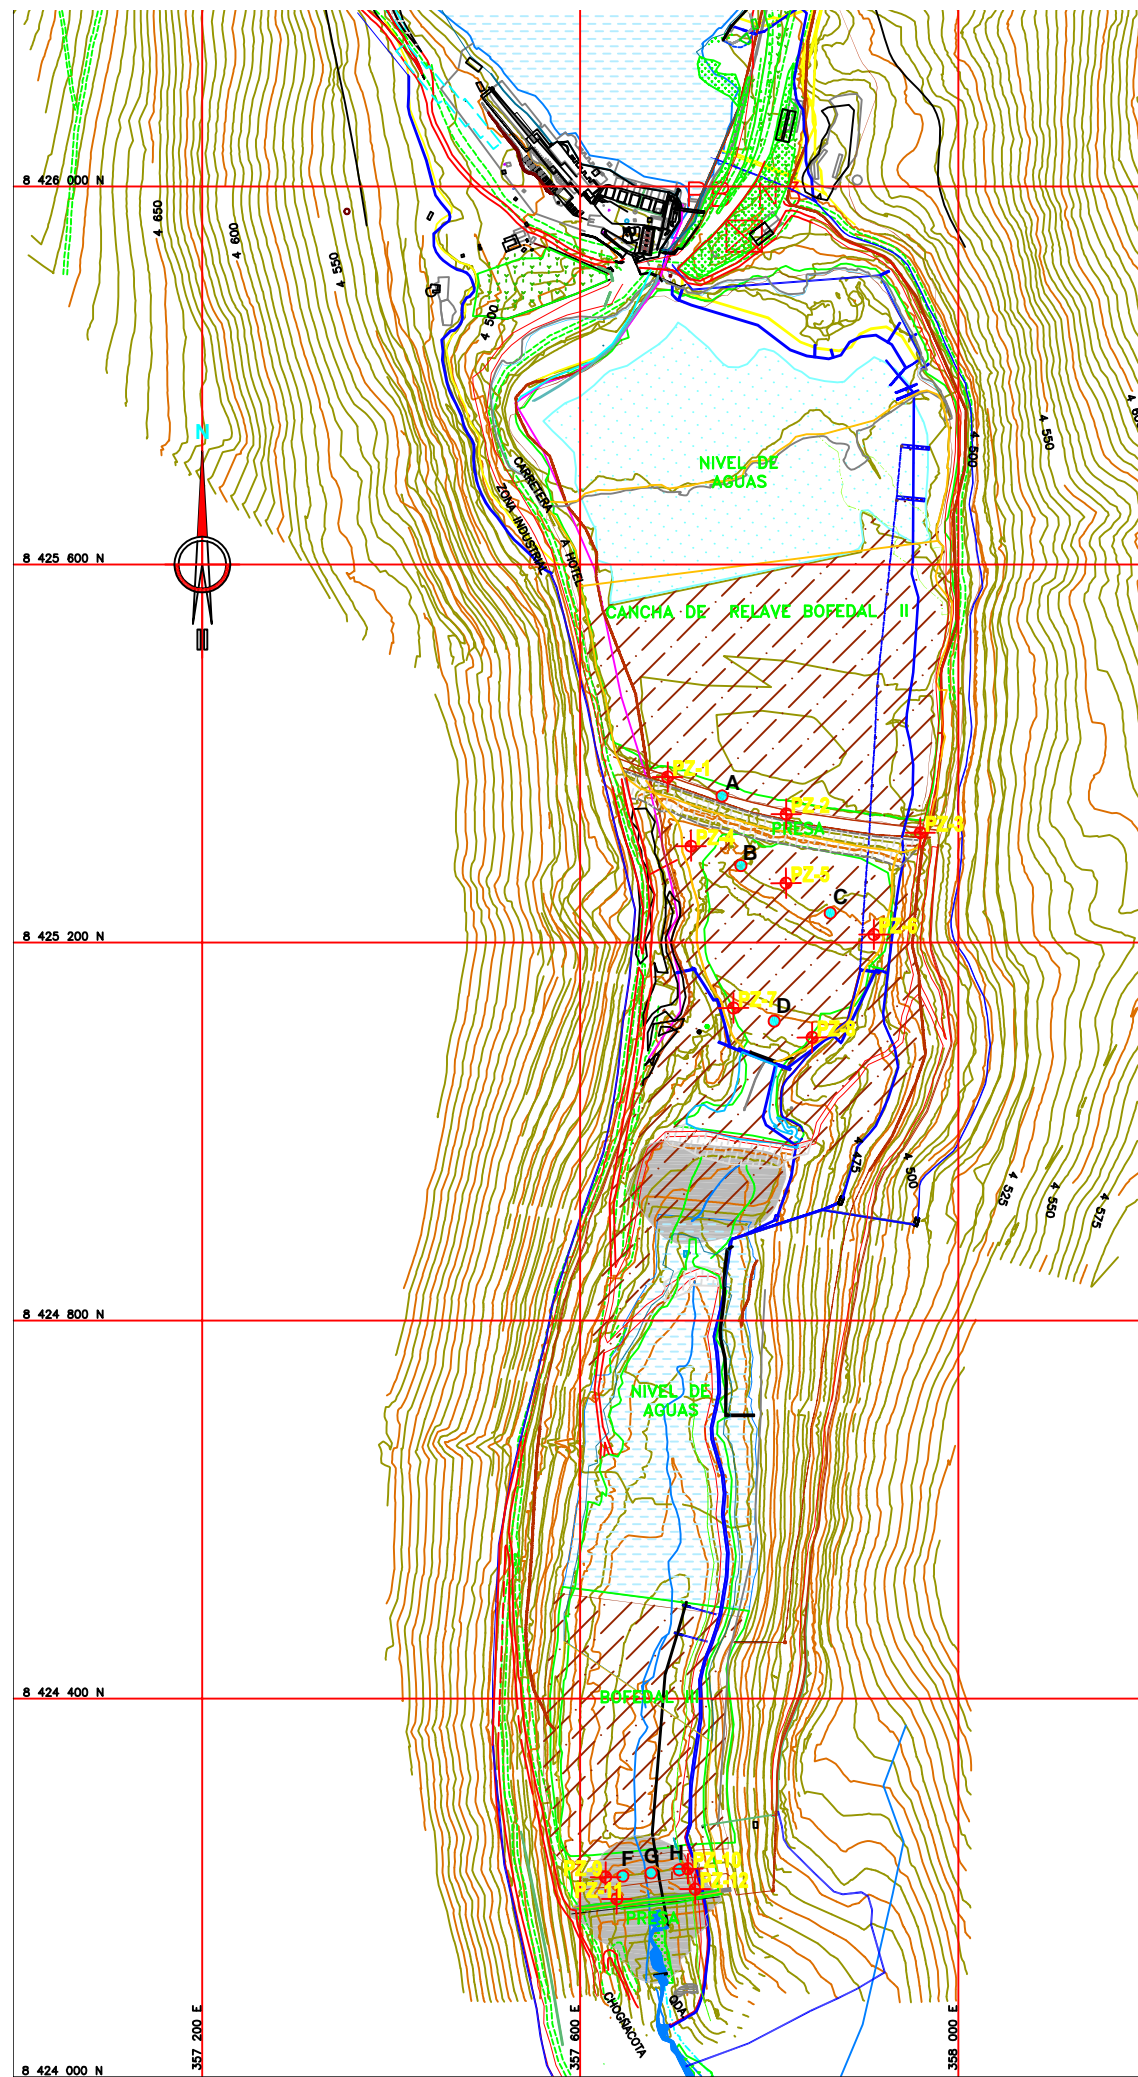 8 426 000 N
4 650
4 600
4 550
4 500
N
4 550
4 500
NIVEL DE
AGUAS
CARRETERA
ZONA INDUSTRIAL
A HOTEL
8 425 600 N
CANCHA DE RELAVE BOFEDAL II
PZ-1
A
PZ-2
PRESA
PZ-3
PZ-4
B
PZ-5
C
PZ-6
8 425 200 N
PZ-7
D
PZ-8
4 475
4 500
4 525
4 550
4 575
8 424 800 N
NIVEL DE
AGUAS
8 424 400 N
BOFEDAL III
F
G
H
PZ-9
PZ-10
PZ-11
PZ-12
PRESA
QDA.
CHOGÑACOTA
357 200 E
357 600 E
358 000 E
8 424 000 N